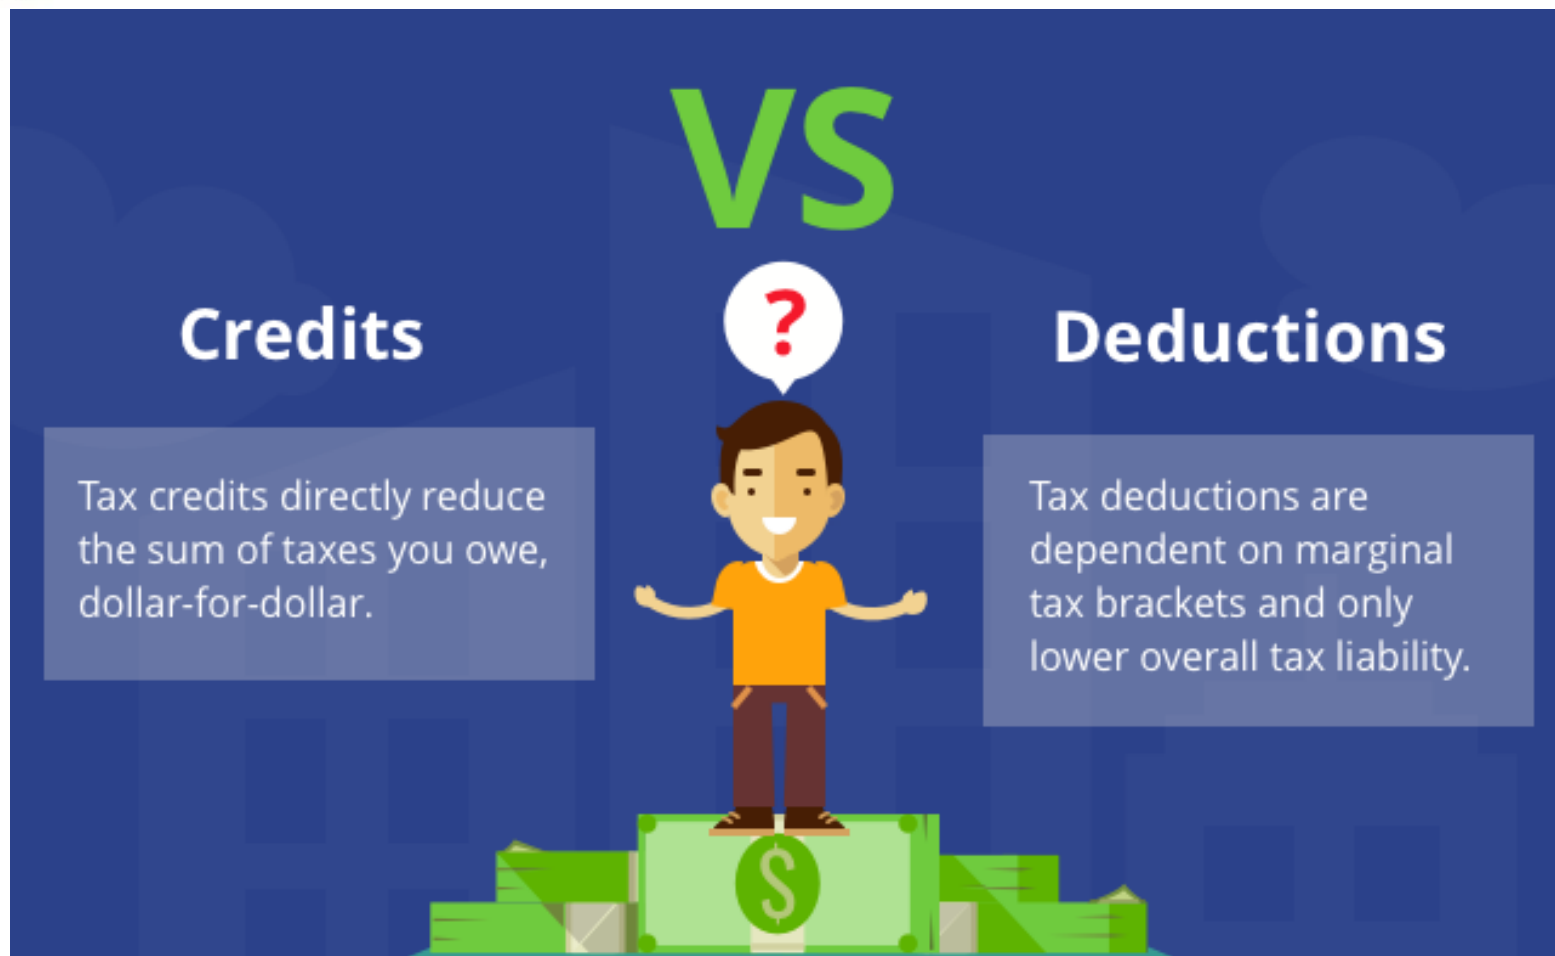 VS
?
Credits
Tax credits directly reduce
the sum of taxes you owe,
dollar-for-dollar.
Deductions
Tax deductions are
dependent on marginal
tax brackets and only
lower overall tax liability.
$